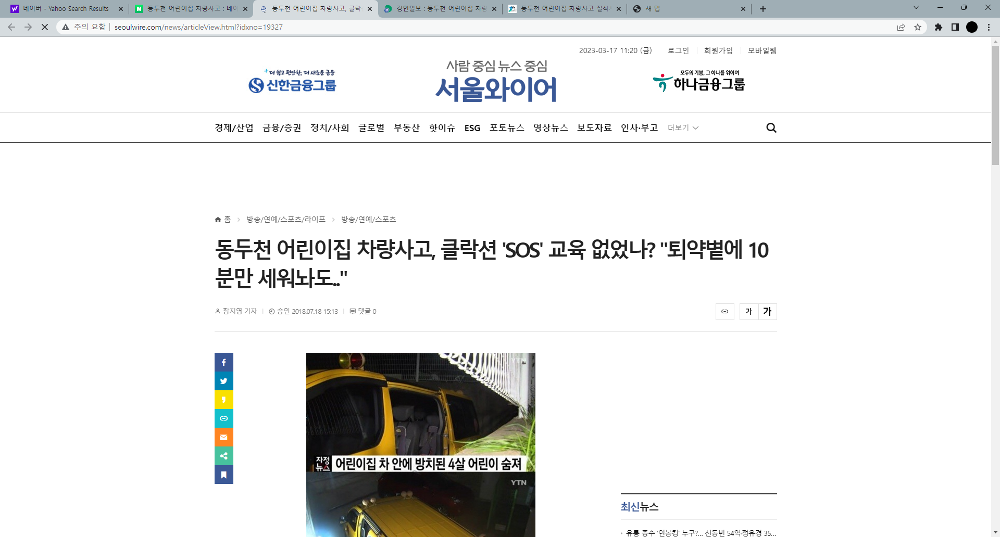 네이버 - Yahoo Search Results
동두천 어린이집 차량사고 : 네이
동두천 어린이집 차량사고, 클락
경인일보 : 동두천 어린이집 차량
동두천 어린이집 차량사고 질식
새 탭
주의 요함
seoulwire.com/news/articleView.html?idxno=19327
2023-03-17 11:20 (금)
로그인
회원가입
모바일웹
더 쉽고 편안한, 더 새로운 금융
신한금융그룹
사람 중심 뉴스 중심
서울와이어
모두의 기쁨, 그 하나를 위하여
하나금융그룹
경제/산업 금융/증권 정치/사회 글로벌 부동산 핫이슈 ESG 포토뉴스 영상뉴스 보도자료 인사·부고 더보기
홈 > 방송/연예/스포츠/라이프 > 방송/연예/스포츠
동두천 어린이집 차량사고, 클락션 'SOS' 교육 없었나? "퇴약볕에 10
분만 세워놔도.."
장지영 기자
승인 2018.07.18 15:13
댓글 0
가 가
YTN
자정
뉴스
어린이집 차 안에 방치된 4살 어린이 숨져
YTN
최신뉴스
유통 총수 '연봉킹' 누구?... 신동빈 54억·정유경 35...